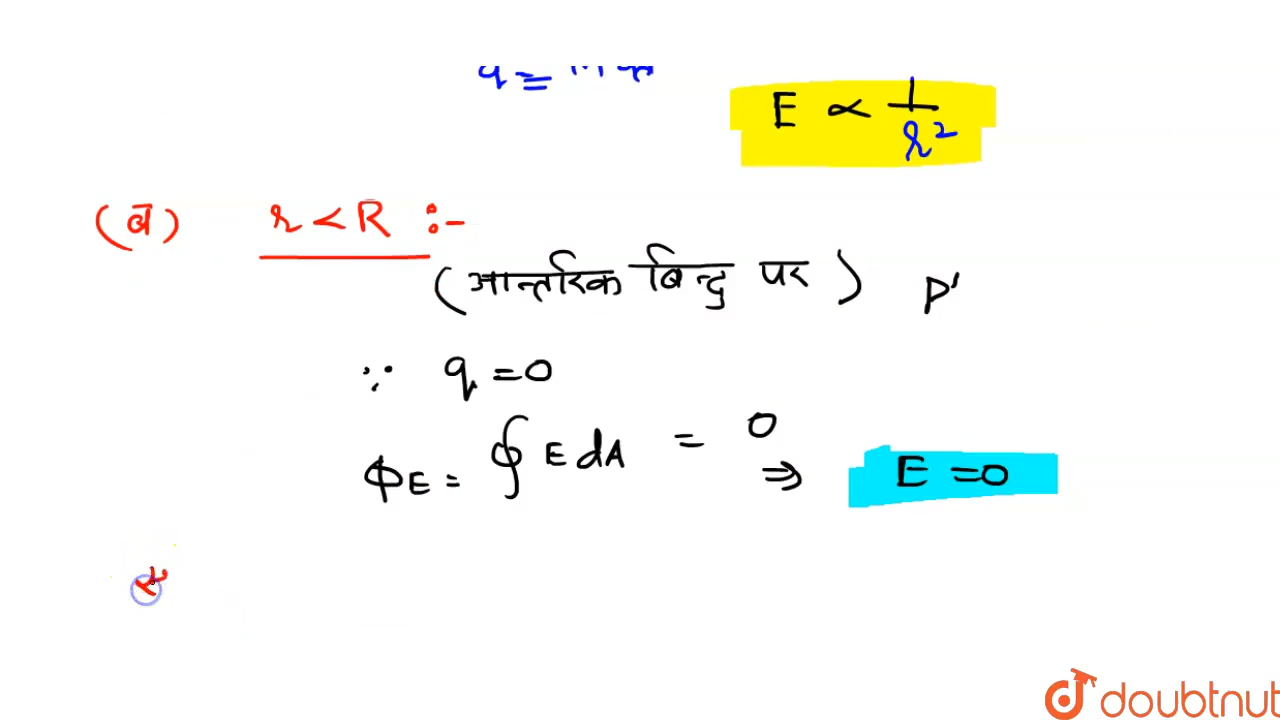 E ∝ 1/r²
(ब) r < R :-
(आन्तरिक बिन्दु पर) P'
∵ q = 0
ΦE = ∮ E dA = 0
⇒ E = 0
doubtnut